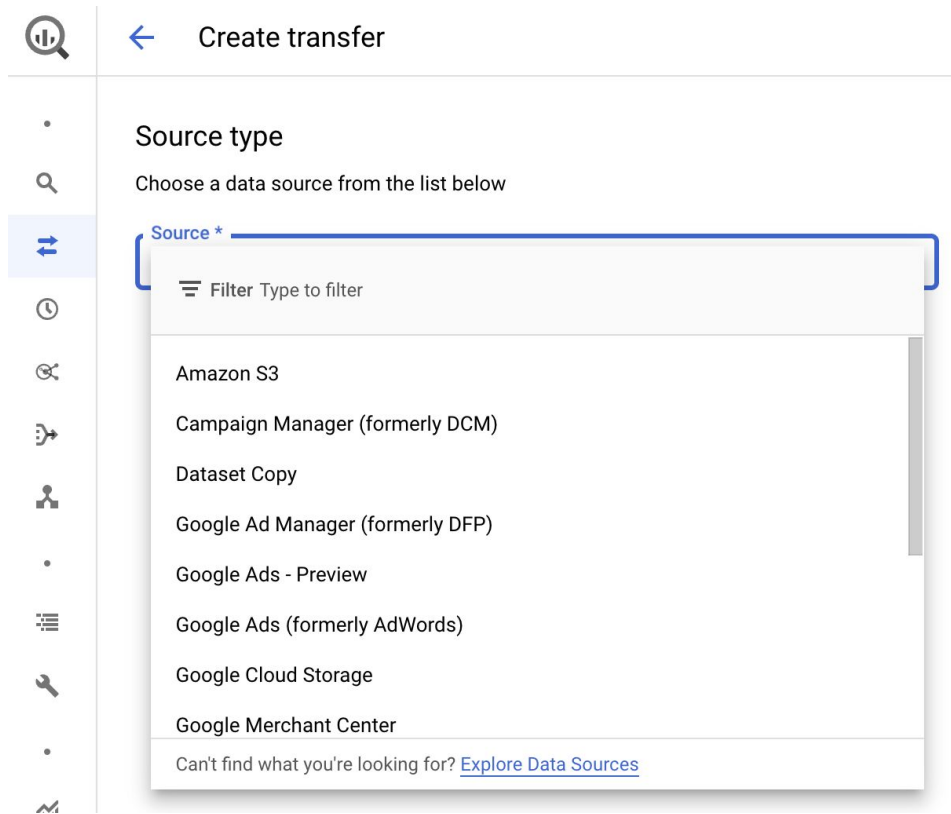 Create transfer
Source type
Choose a data source from the list below
Source *
Filter Type to filter
Amazon S3
Campaign Manager (formerly DCM)
Dataset Copy
Google Ad Manager (formerly DFP)
Google Ads - Preview
Google Ads (formerly AdWords)
Google Cloud Storage
Google Merchant Center
Can't find what you're looking for? Explore Data Sources